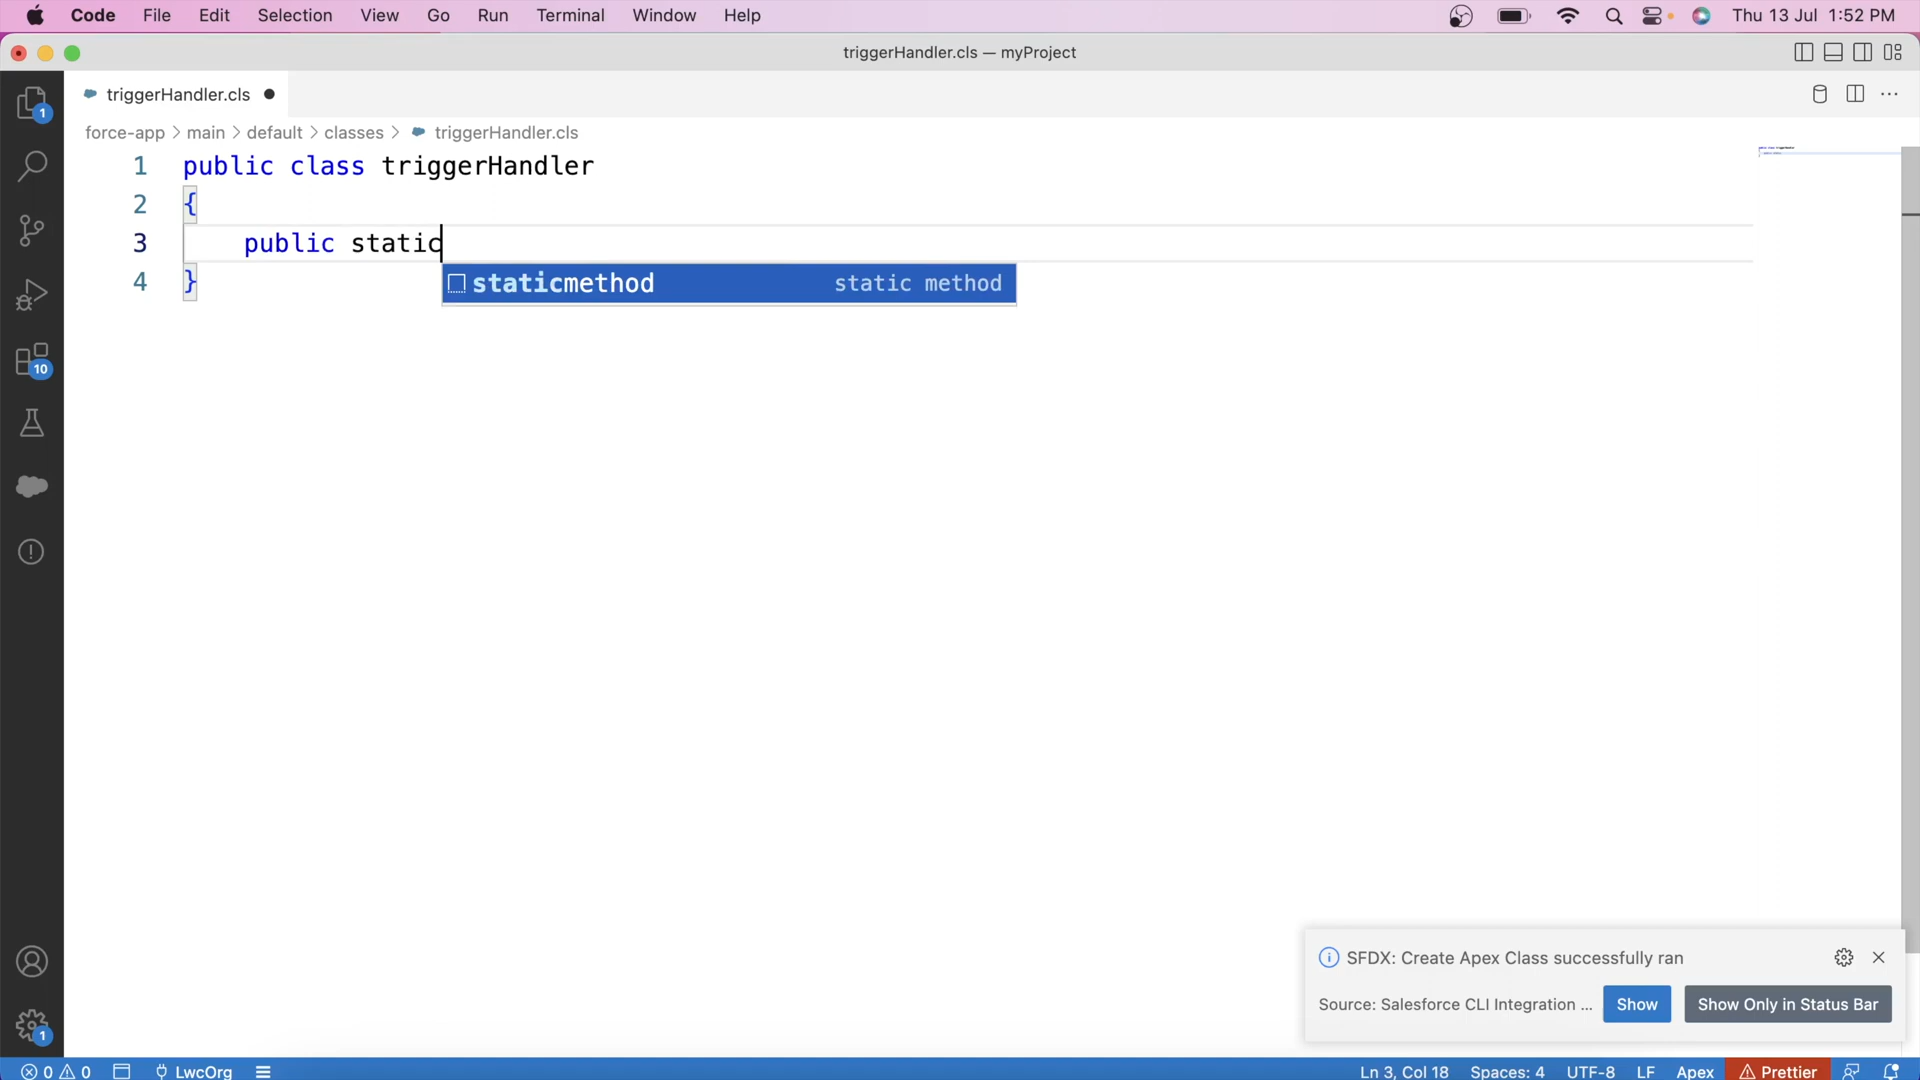 Code File Edit Selection View Go Run Terminal Window Help Thu 13 Jul 1:52 PM
triggerHandler.cls — myProject
triggerHandler.cls
force-app > main > default > classes > triggerHandler.cls
1 public class triggerHandler
2 {
3 public static
staticmethod static method
4 }
1
10
1
SFDX: Create Apex Class successfully ran
Source: Salesforce CLI Integration ... Show Show Only in Status Bar
0 0 LwcOrg Ln 3, Col 18 Spaces: 4 UTF-8 LF Apex Prettier